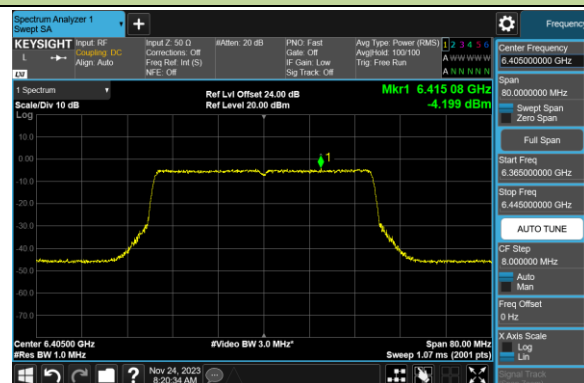 Spectrum Analyzer 1
Swept SA
Frequency
KEYSIGHT
L
LXI
Input: RF
Coupling: DC
Align: Auto
Input Z: 50 Ω
Corrections: Off
Freq Ref: Int (S)
NFE: Off
#Atten: 20 dB
PNO: Fast
Gate: Off
IF Gain: Low
Sig Track: Off
Avg Type: Power (RMS)
Avg|Hold: 100/100
Trig: Free Run
1 2 3 4 5 6
A W W W W W
A N N N N N
1 Spectrum
Scale/Div 10 dB
Log
Ref Lvl Offset 24.00 dB
Ref Level 20.00 dBm
Mkr1 6.415 08 GHz
-4.199 dBm
10.0
0.00
-10.0
-20.0
-30.0
-40.0
-50.0
-60.0
-70.0
1
Center 6.40500 GHz
#Res BW 1.0 MHz
#Video BW 3.0 MHz*
Span 80.00 MHz
Sweep 1.07 ms (2001 pts)
Center Frequency
6.405000000 GHz
Span
80.0000000 MHz
Swept Span
Zero Span
Full Span
Start Freq
6.365000000 GHz
Stop Freq
6.445000000 GHz
AUTO TUNE
CF Step
8.000000 MHz
Auto
Man
Freq Offset
0 Hz
X Axis Scale
Log
Lin
Signal Track
Nov 24, 2023
8:20:34 AM